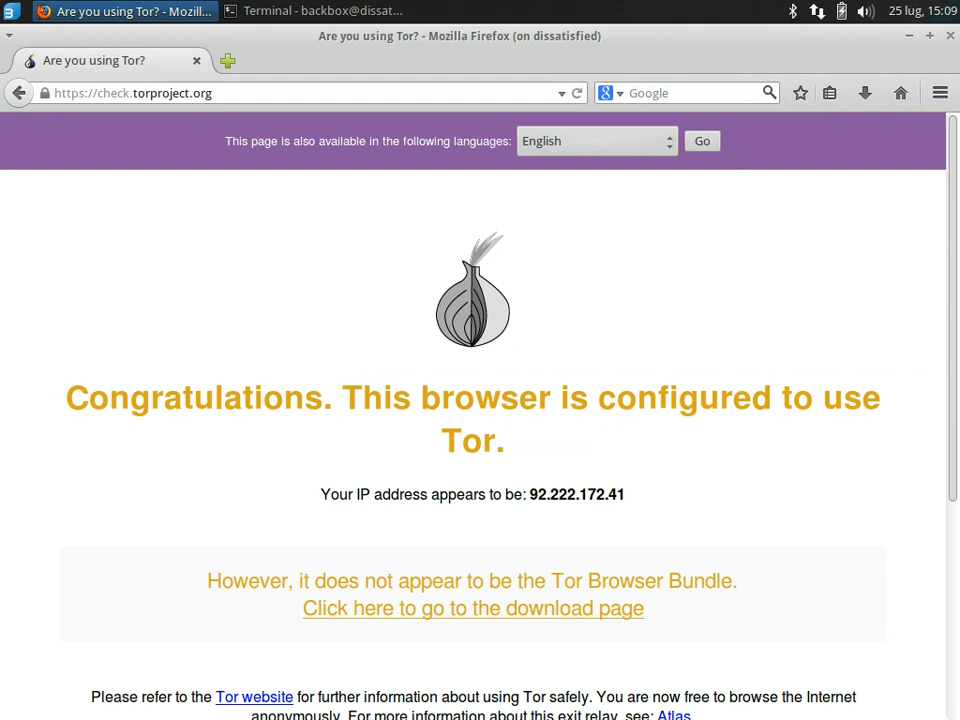 Are you using Tor? - Mozill...
Terminal - backbox@dissat...
25 lug, 15:09
Are you using Tor? - Mozilla Firefox (on dissatisfied)
Are you using Tor?
https://check.torproject.org
Google
This page is also available in the following languages: English Go
Congratulations. This browser is configured to use
Tor.
Your IP address appears to be: 92.222.172.41
However, it does not appear to be the Tor Browser Bundle.
Click here to go to the download page
Please refer to the Tor website for further information about using Tor safely. You are now free to browse the Internet
anonymously. For more information about this exit relay, see: Atlas.